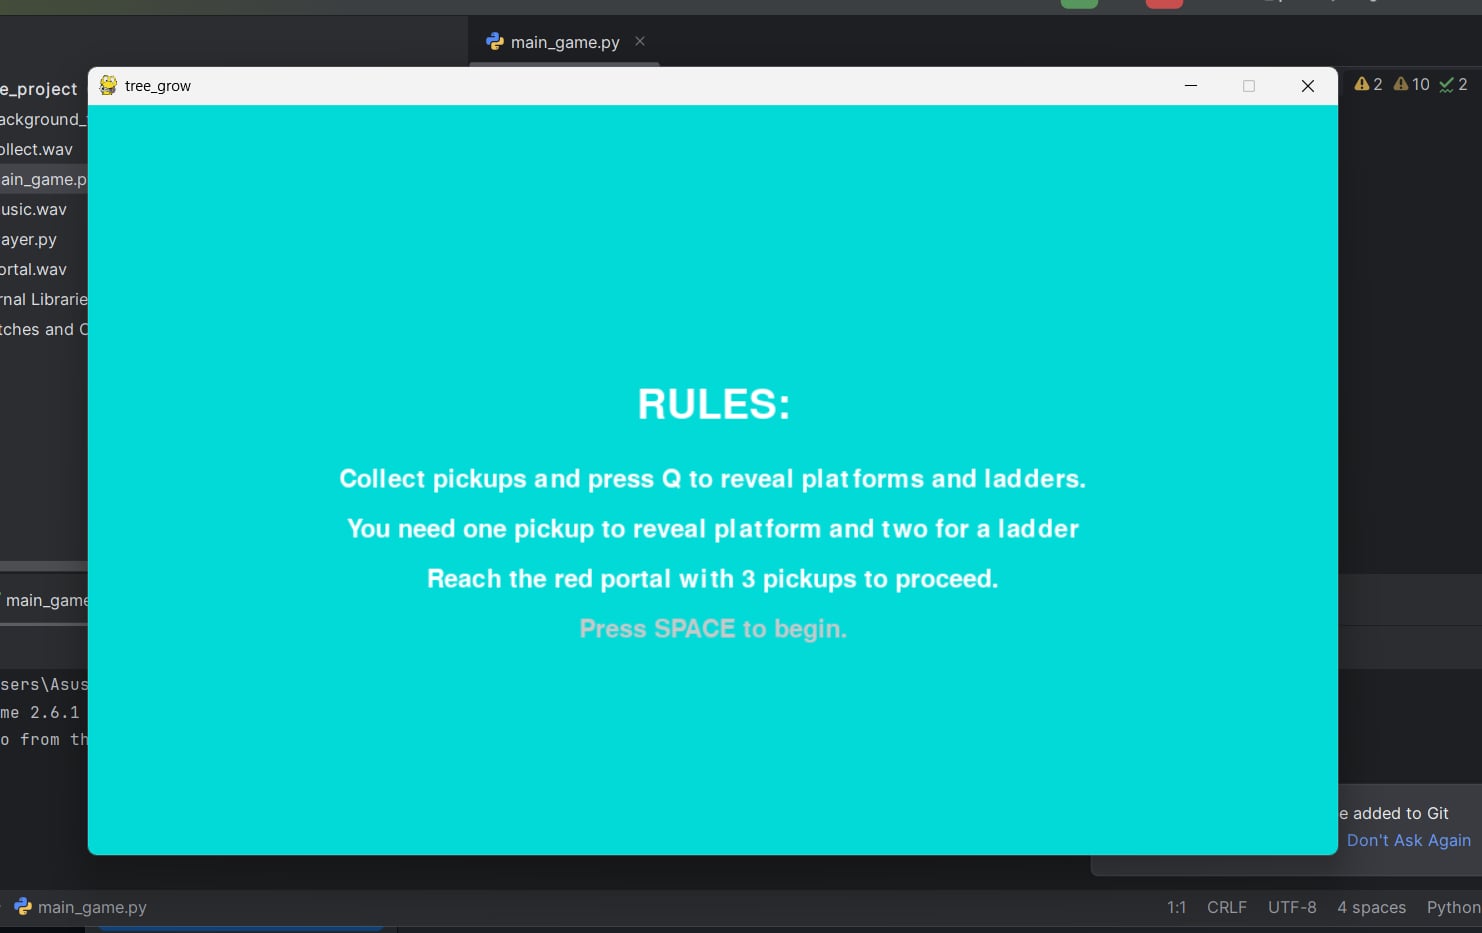 main_game.py
tree_grow
2 10 2
e_project
ackground_
ollect.wav
ain_game.p
usic.wav
ayer.py
ortal.wav
rnal Librarie
tches and C
RULES:
Collect pickups and press Q to reveal platforms and ladders.
You need one pickup to reveal platform and two for a ladder
Reach the red portal with 3 pickups to proceed.
Press SPACE to begin.
main_game
sers\Asus
me 2.6.1
o from th
e added to Git
Don't Ask Again
main_game.py
1:1 CRLF UTF-8 4 spaces Python